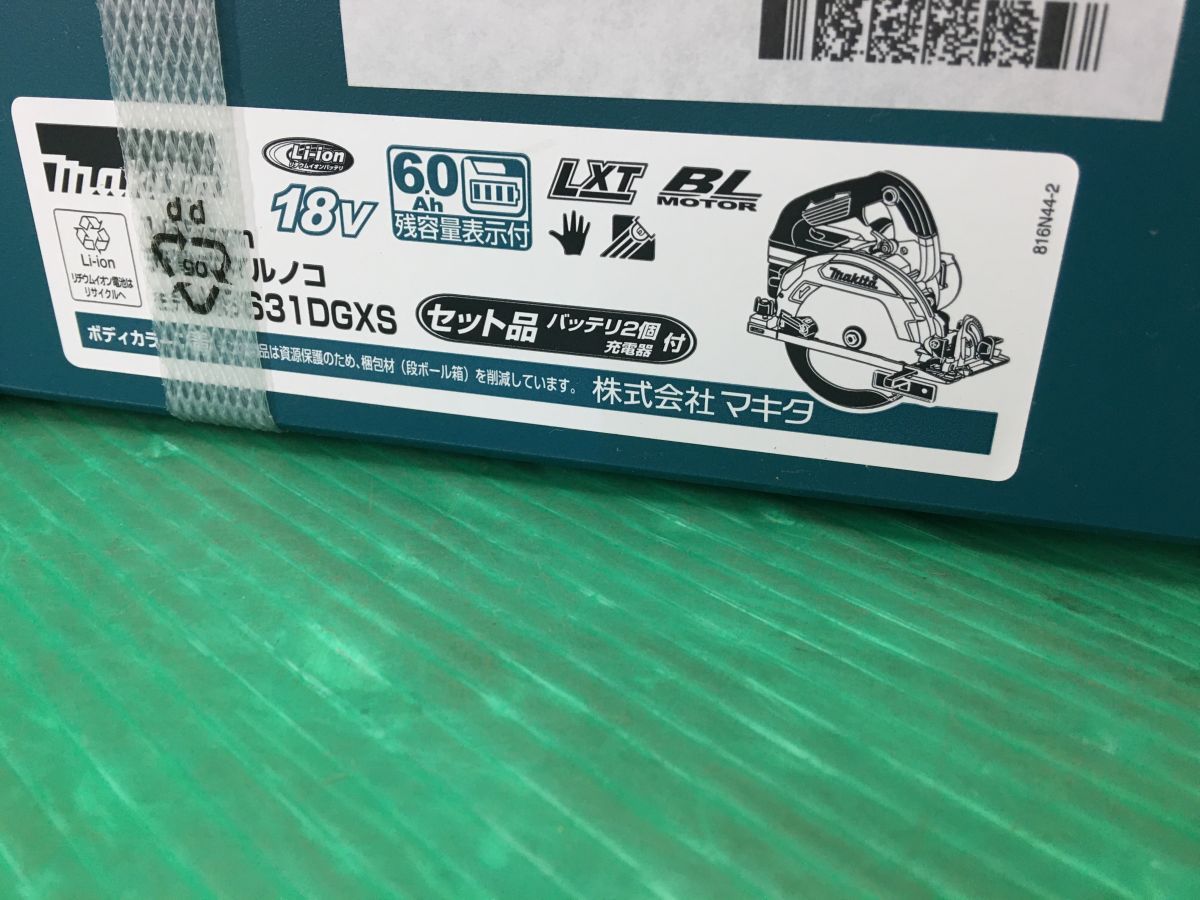 Li-ion
リチウムイオンバッテリ
18V
6.0
Ah
残容量表示付
LXT
BL
MOTOR
816N44-2
Makita
Li-ion
リチウムイオン電池は
リサイクルへ
PP
ルノコ
S31DGXS
セット品 バッテリ2個
充電器
付
ボディカラ
品は資源保護のため、梱包材（段ボール箱）を削減しています。
株式会社 マキタ